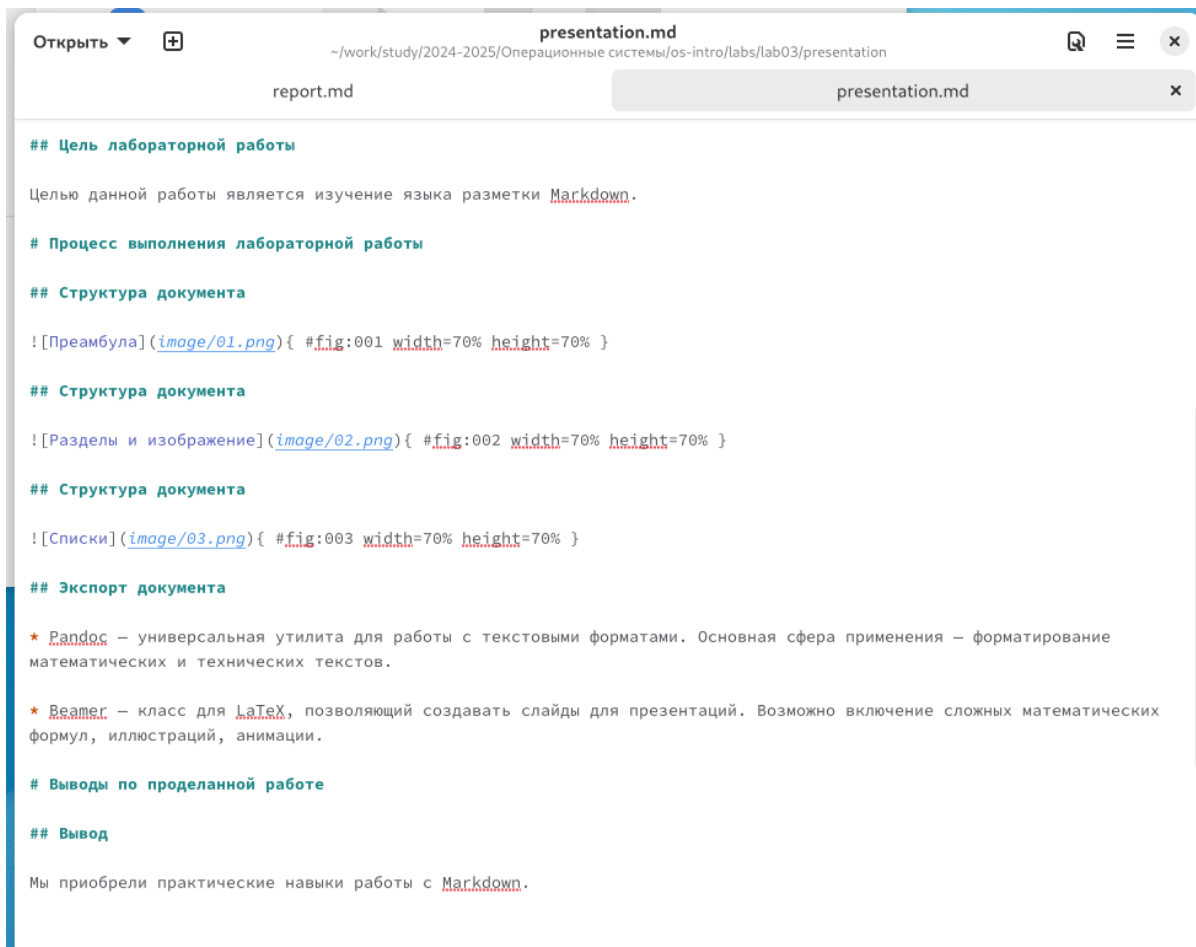 Открыть
presentation.md
~/work/study/2024-2025/Операционные системы/os-intro/labs/lab03/presentation
report.md
presentation.md
## Цель лабораторной работы
Целью данной работы является изучение языка разметки Markdown.
# Процесс выполнения лабораторной работы
## Структура документа
![Преамбула](image/01.png){ #fig:001 width=70% height=70% }
## Структура документа
![Разделы и изображение](image/02.png){ #fig:002 width=70% height=70% }
## Структура документа
![Списки](image/03.png){ #fig:003 width=70% height=70% }
## Экспорт документа
* Pandoc — универсальная утилита для работы с текстовыми форматами. Основная сфера применения — форматирование
математических и технических текстов.
* Beamer — класс для LaTeX, позволяющий создавать слайды для презентаций. Возможно включение сложных математических
формул, иллюстраций, анимации.
# Выводы по проделанной работе
## Вывод
Мы приобрели практические навыки работы с Markdown.